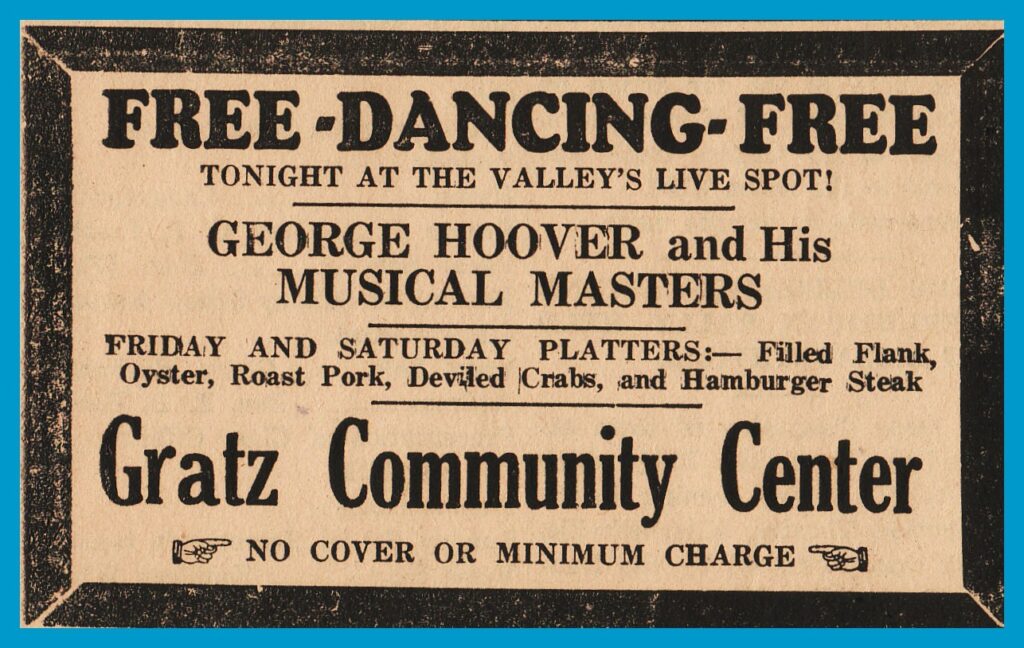 FREE-DANCING-FREE
TONIGHT AT THE VALLEY'S LIVE SPOT!
GEORGE HOOVER and His
MUSICAL MASTERS
FRIDAY AND SATURDAY PLATTERS:— Filled Flank,
Oyster, Roast Pork, Deviled Crabs, and Hamburger Steak
Gratz Community Center
NO COVER OR MINIMUM CHARGE